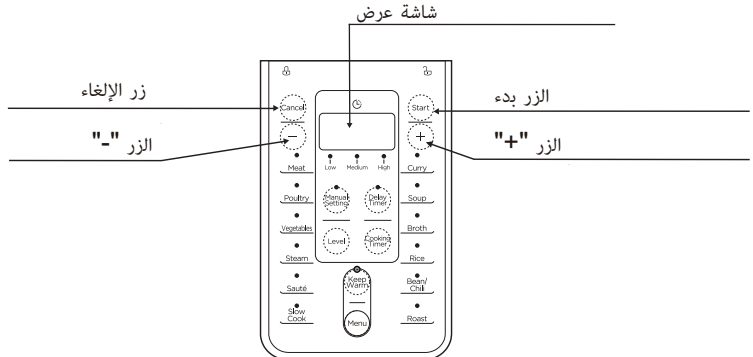 شاشة عرض
زر الإلغاء
الزر بدء
الزر "-"
الزر "+"
Cancel
Start
−
+
Low Medium High
Meat
Curry
Poultry
Manual
Setting
Delay
Timer
Soup
Vegetables
Level
Cooking
Timer
Broth
Steam
Rice
Keep
Warm
Sauté
Bean/
Chili
Slow
Cook
Menu
Roast